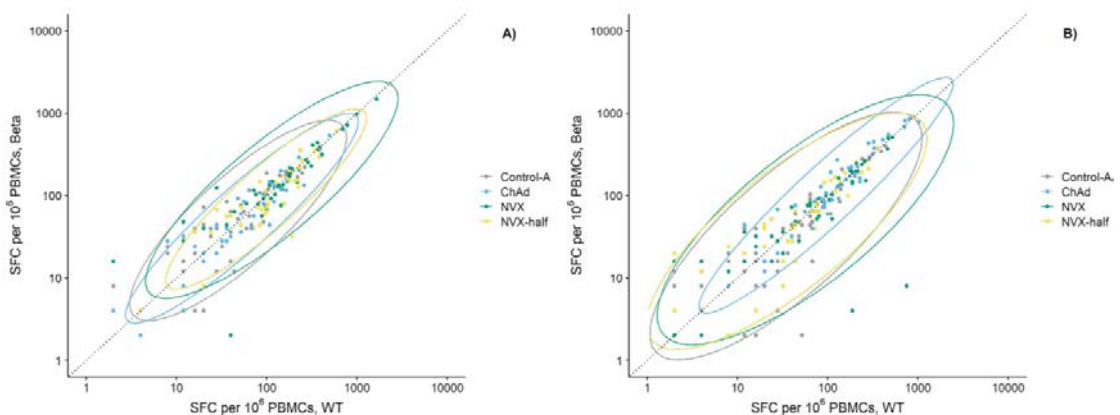 A)
SFC per 10⁶ PBMCs, Beta
10000
1000
100
10
1
1
10
100
1000
10000
SFC per 10⁶ PBMCs, WT
Control-A
ChAd
NVX
NVX-half
B)
SFC per 10⁶ PBMCs, Beta
10000
1000
100
10
1
1
10
100
1000
10000
SFC per 10⁶ PBMCs, WT
Control-A.
ChAd
NVX
NVX-half